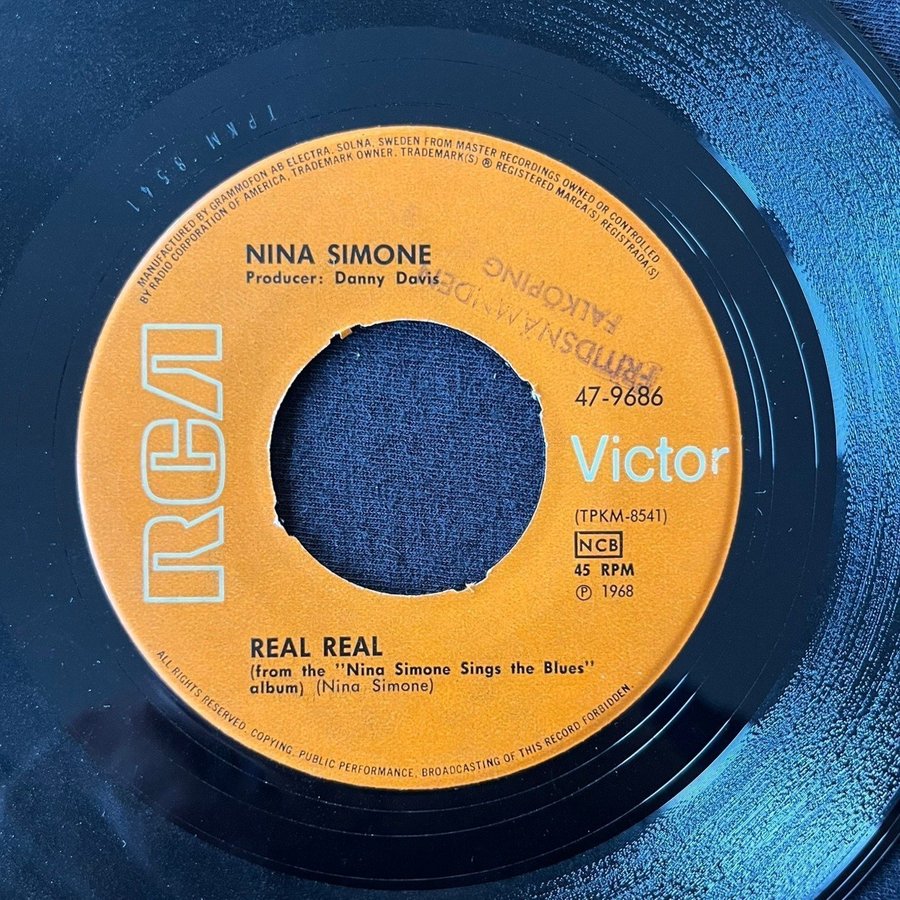 TPKM 8541
MANUFACTURED BY GRAMMOFON AB ELECTRA, SOLNA, SWEDEN FROM MASTER RECORDINGS OWNED OR CONTROLLED
BY RADIO CORPORATION OF AMERICA, TRADEMARK OWNER. TRADEMARK(S) ® REGISTERED MARCA(S) REGISTRADA(S)
NINA SIMONE
Producer: Danny Davis
FRITIDSNÄMNDEN
FALKÖPING
RCA
47-9686
Victor
(TPKM-8541)
NCB
45 RPM
℗ 1968
REAL REAL
(from the "Nina Simone Sings the Blues"
album) (Nina Simone)
ALL RIGHTS RESERVED. COPYING, PUBLIC PERFORMANCE, BROADCASTING OF THIS RECORD FORBIDDEN.